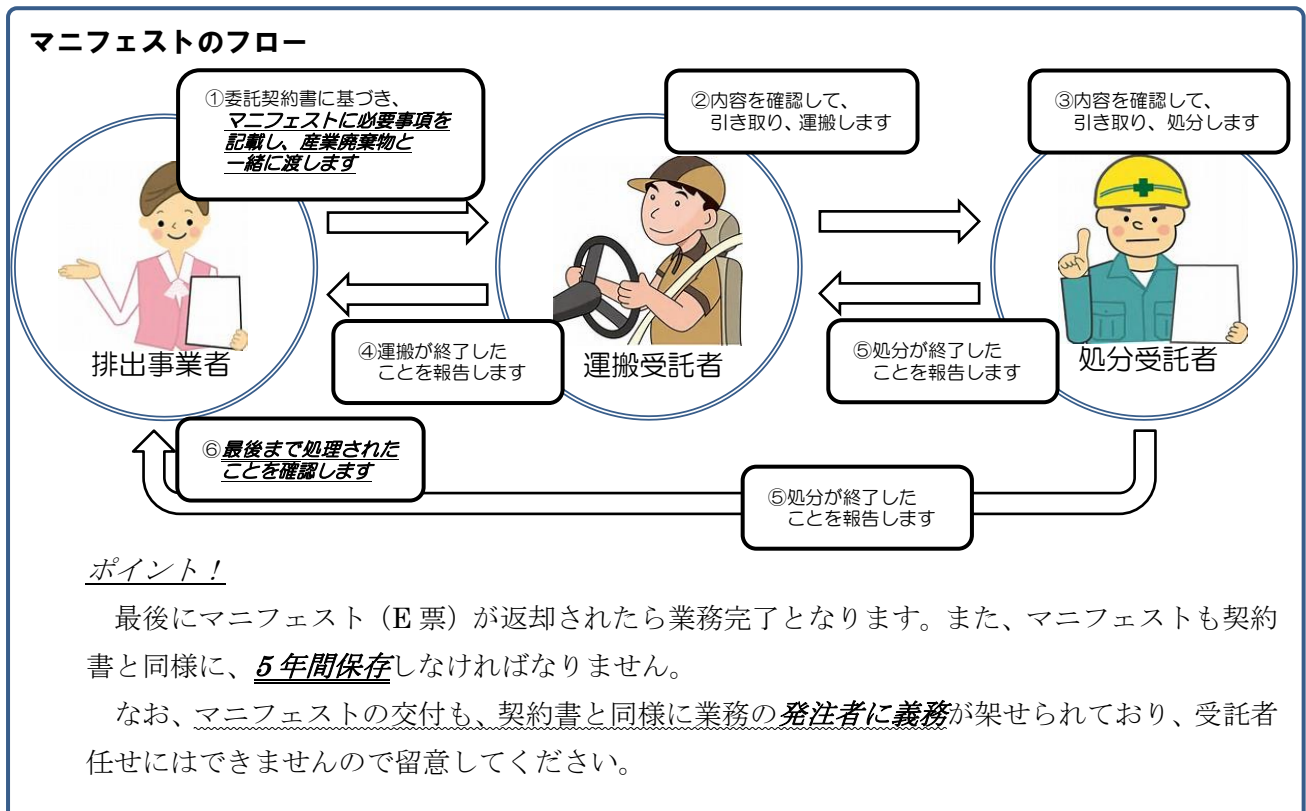 マニフェストのフロー
①委託契約書に基づき、
マニフェストに必要事項を
記載し、産業廃棄物と
一緒に渡します
②内容を確認して、
引き取り、運搬します
③内容を確認して、
引き取り、処分します
排出事業者
④運搬が終了した
ことを報告します
運搬受託者
⑤処分が終了した
ことを報告します
処分受託者
⑥最後まで処理された
ことを確認します
⑤処分が終了した
ことを報告します
ポイント！
最後にマニフェスト（E 票）が返却されたら業務完了となります。また、マニフェストも契約
書と同様に、５年間保存しなければなりません。
なお、マニフェストの交付も、契約書と同様に業務の発注者に義務が架せられており、受託者
任せにはできませんので留意してください。